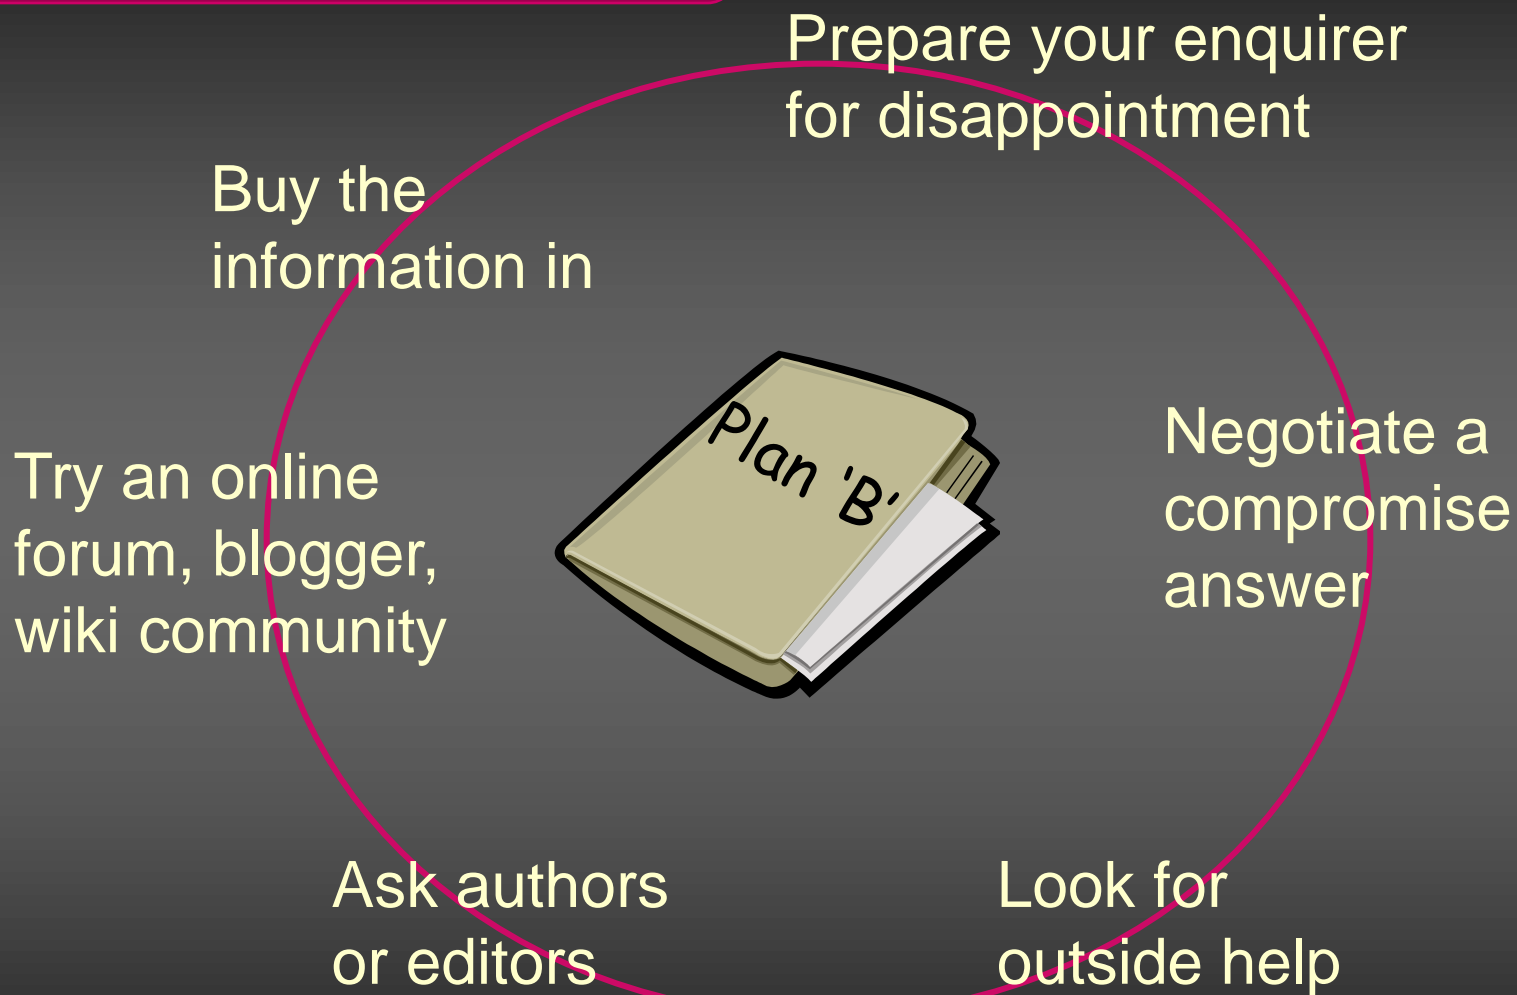 Prepare your enquirer
for disappointment
Buy the
information in
Negotiate a
compromise
answer
Try an online
forum, blogger,
wiki community
Plan 'B'
Ask authors
or editors
Look for
outside help